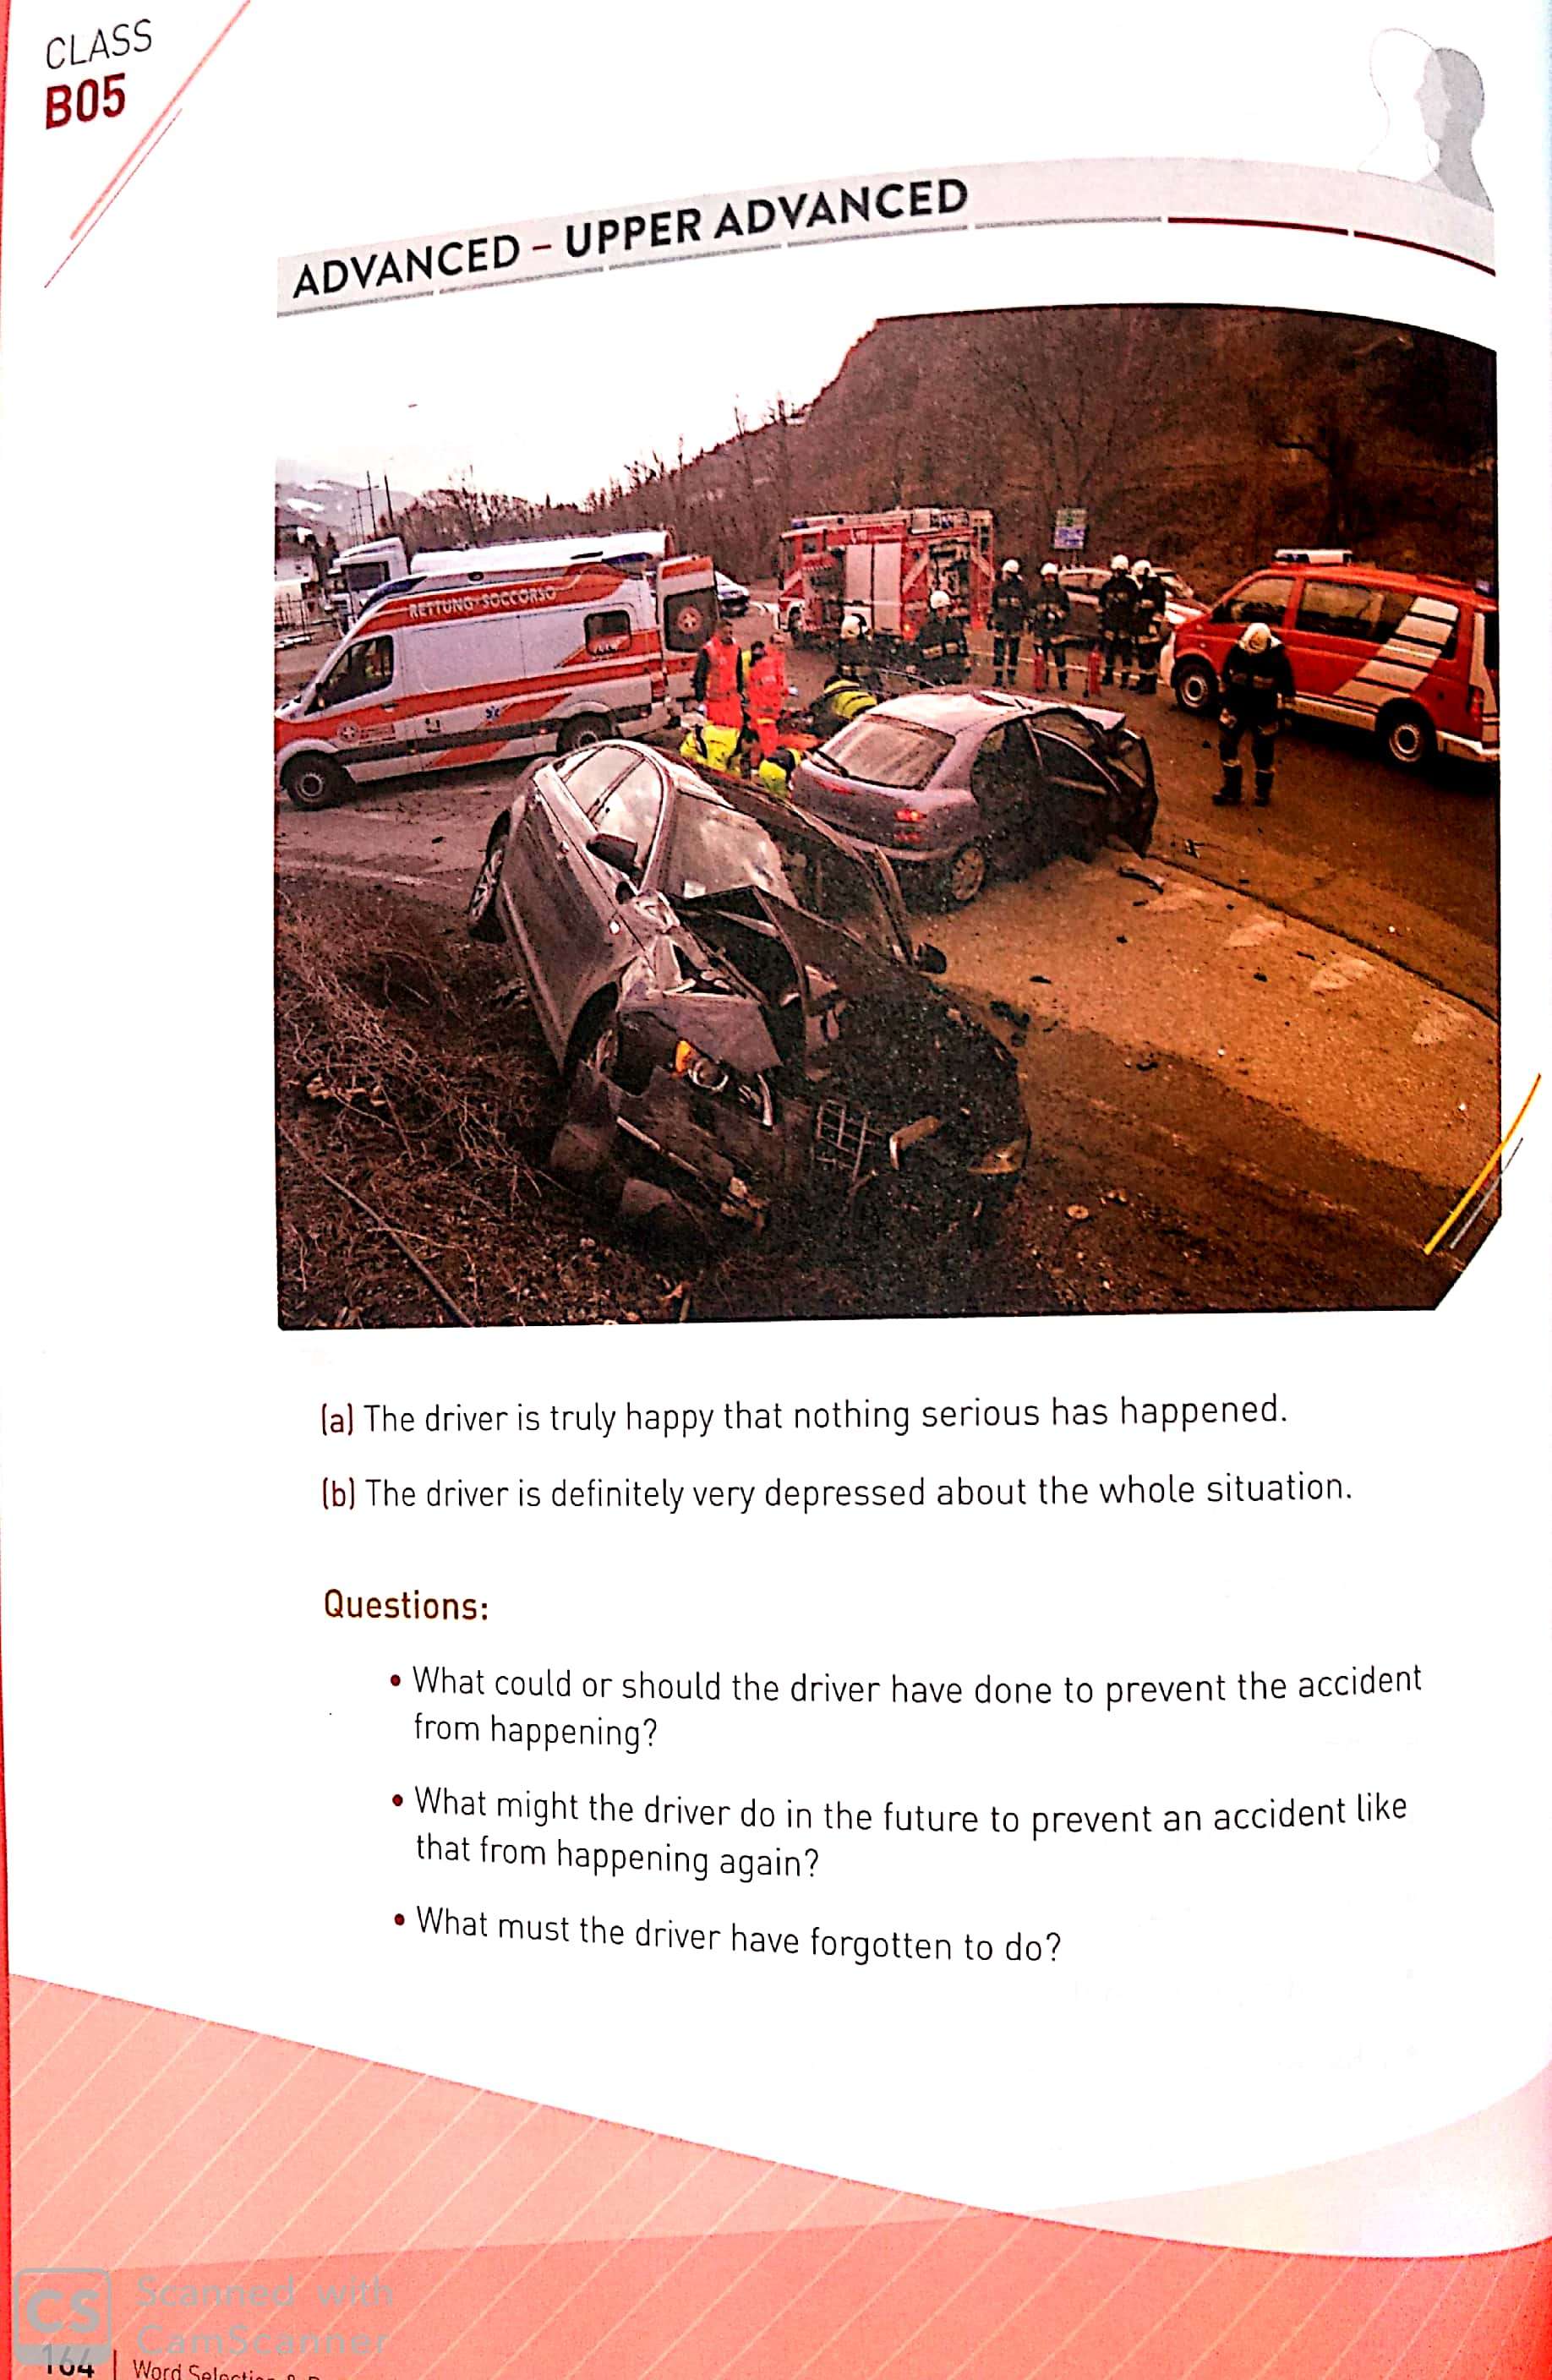 CLASS
B05
ADVANCED – UPPER ADVANCED
RETTUNG-SOCCORSO
(a) The driver is truly happy that nothing serious has happened.
(b) The driver is definitely very depressed about the whole situation.
Questions:
• What could or should the driver have done to prevent the accident
from happening?
• What might the driver do in the future to prevent an accident like
that from happening again?
• What must the driver have forgotten to do?
CS
Scanned with
CamScanner
164
Word Selection &